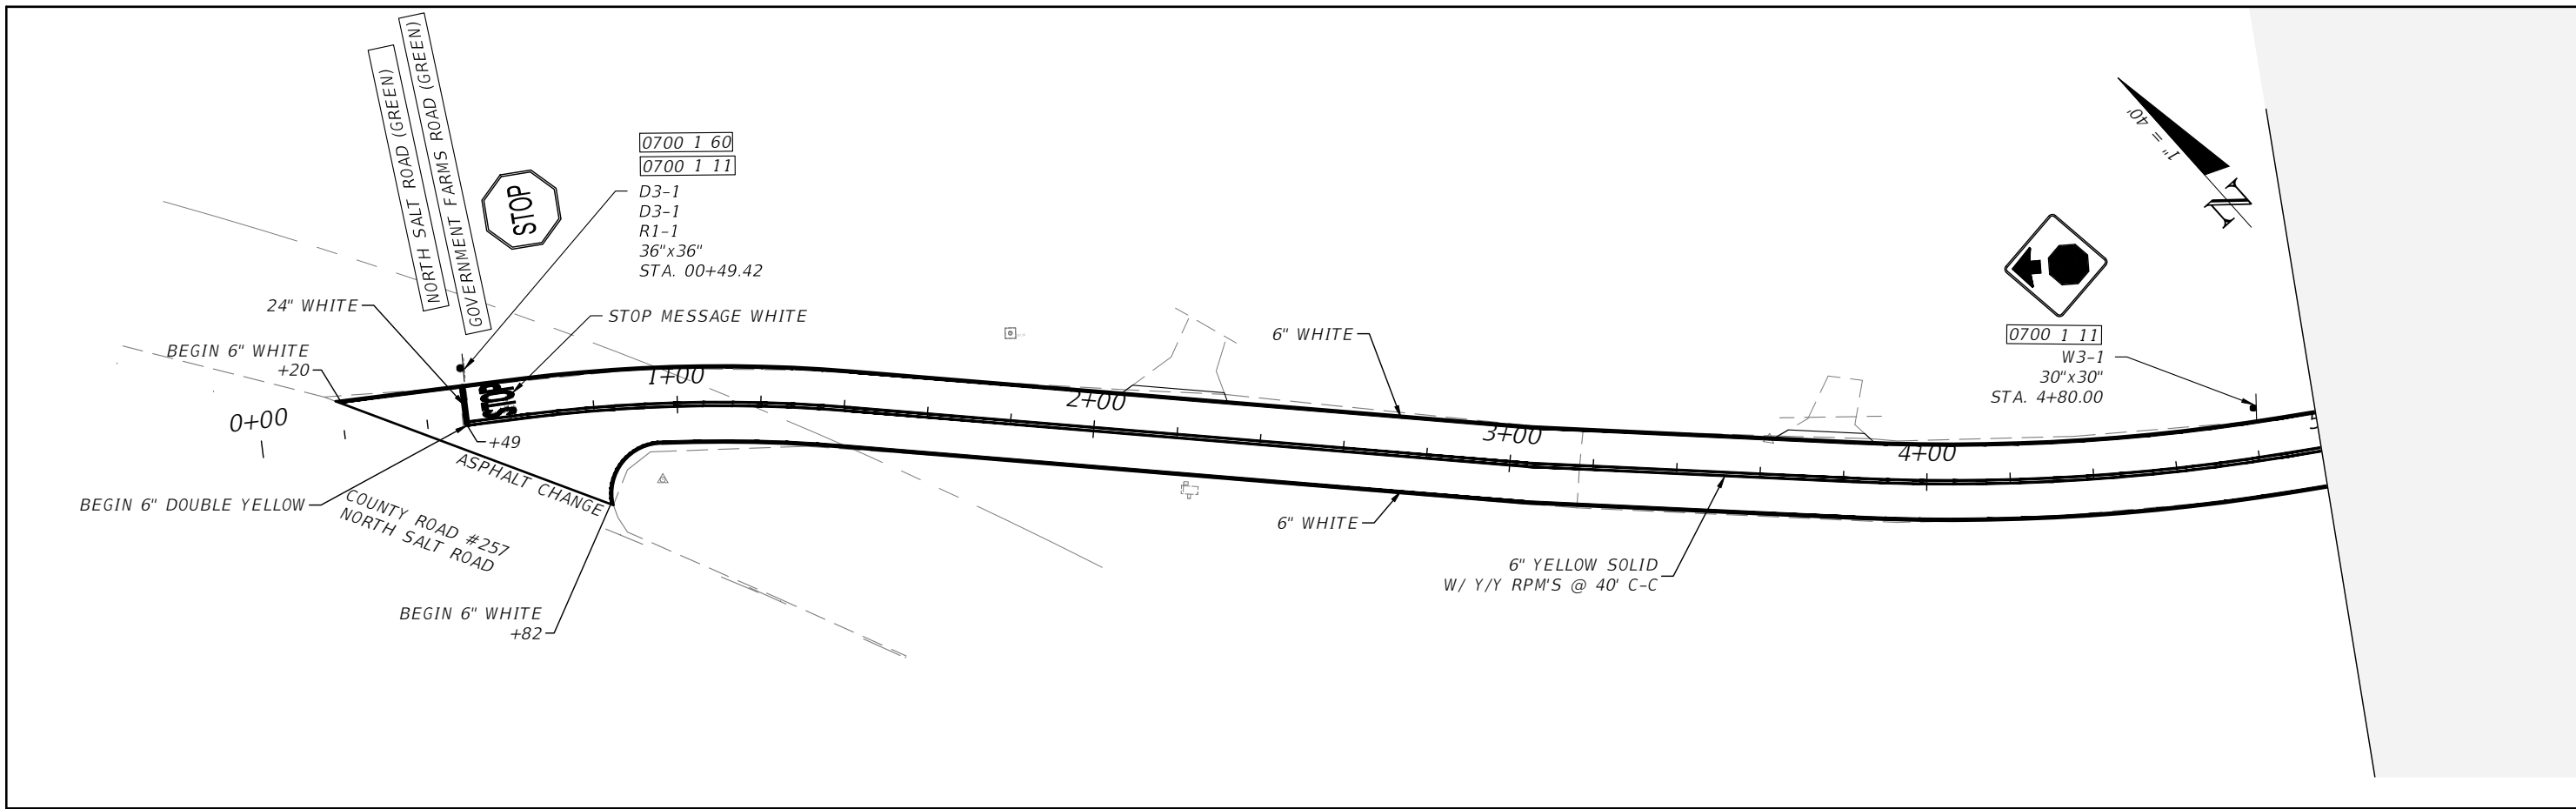 NORTH SALT ROAD (GREEN)
GOVERNMENT FARMS ROAD (GREEN)
STOP
0700 1 60
0700 1 11
D3-1
D3-1
R1-1
36"x36"
STA. 00+49.42
24" WHITE
STOP MESSAGE WHITE
BEGIN 6" WHITE
+20
0+00
STOP
1+00
+49
ASPHALT CHANGE
BEGIN 6" DOUBLE YELLOW
COUNTY ROAD #257
NORTH SALT ROAD
BEGIN 6" WHITE
+82
2+00
6" WHITE
6" WHITE
3+00
6" YELLOW SOLID
W/ Y/Y RPM'S @ 40' C-C
4+00
1" = 40'
N
0700 1 11
W3-1
30"x30"
STA. 4+80.00